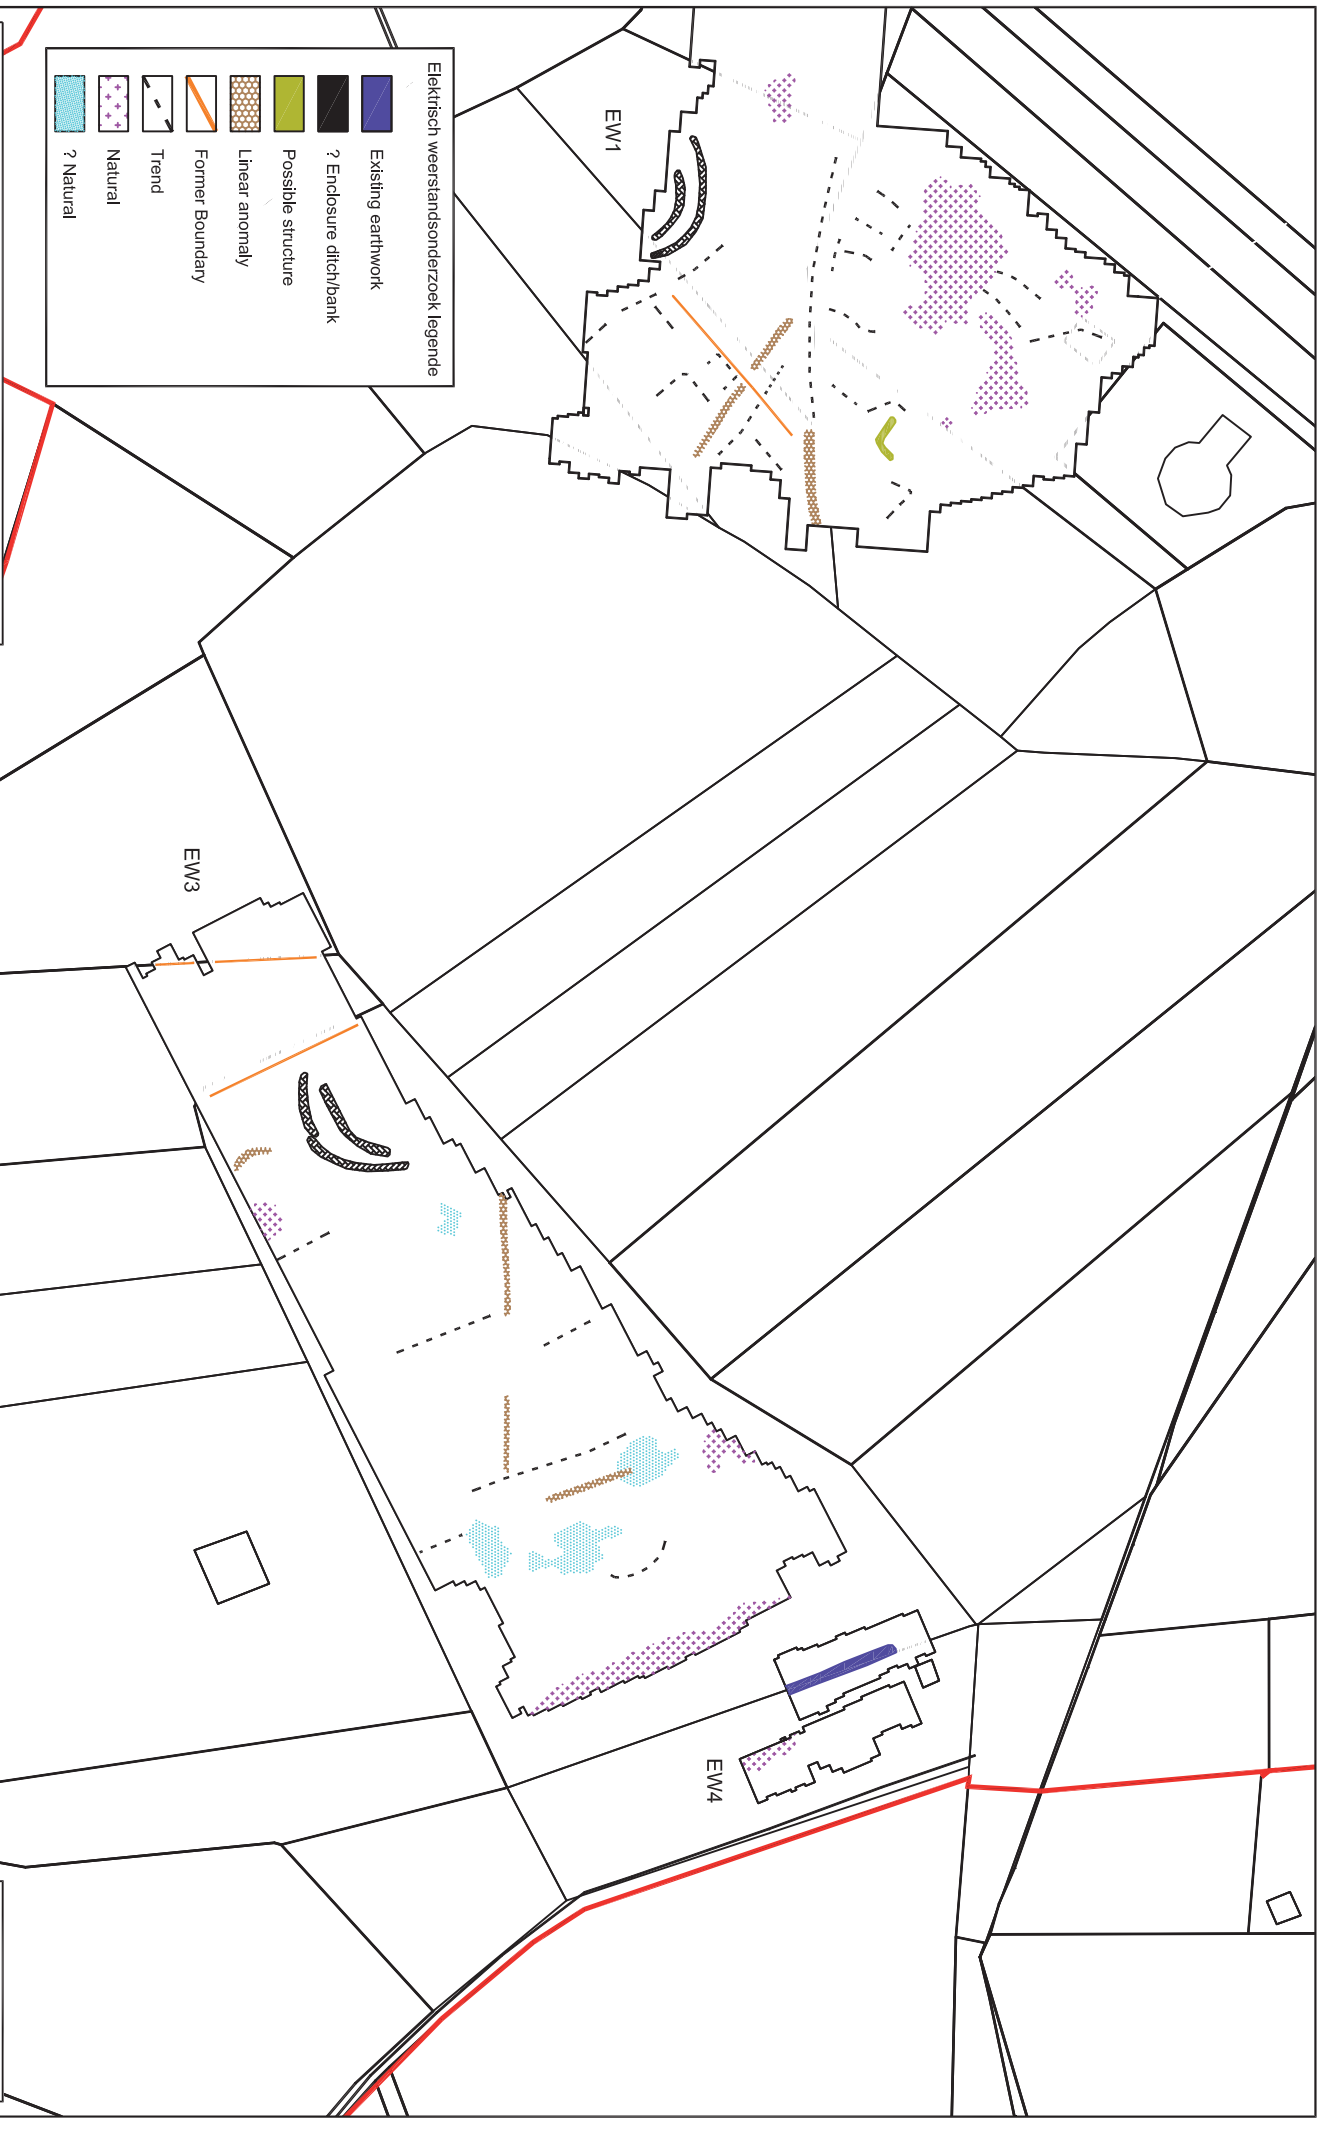 Elektrisch weerstandsonderzoek legende
Existing earthwork
? Enclosure ditch/bank
Possible structure
Linear anomaly
Former Boundary
Trend
Natural
? Natural
EW1
EW3
EW4